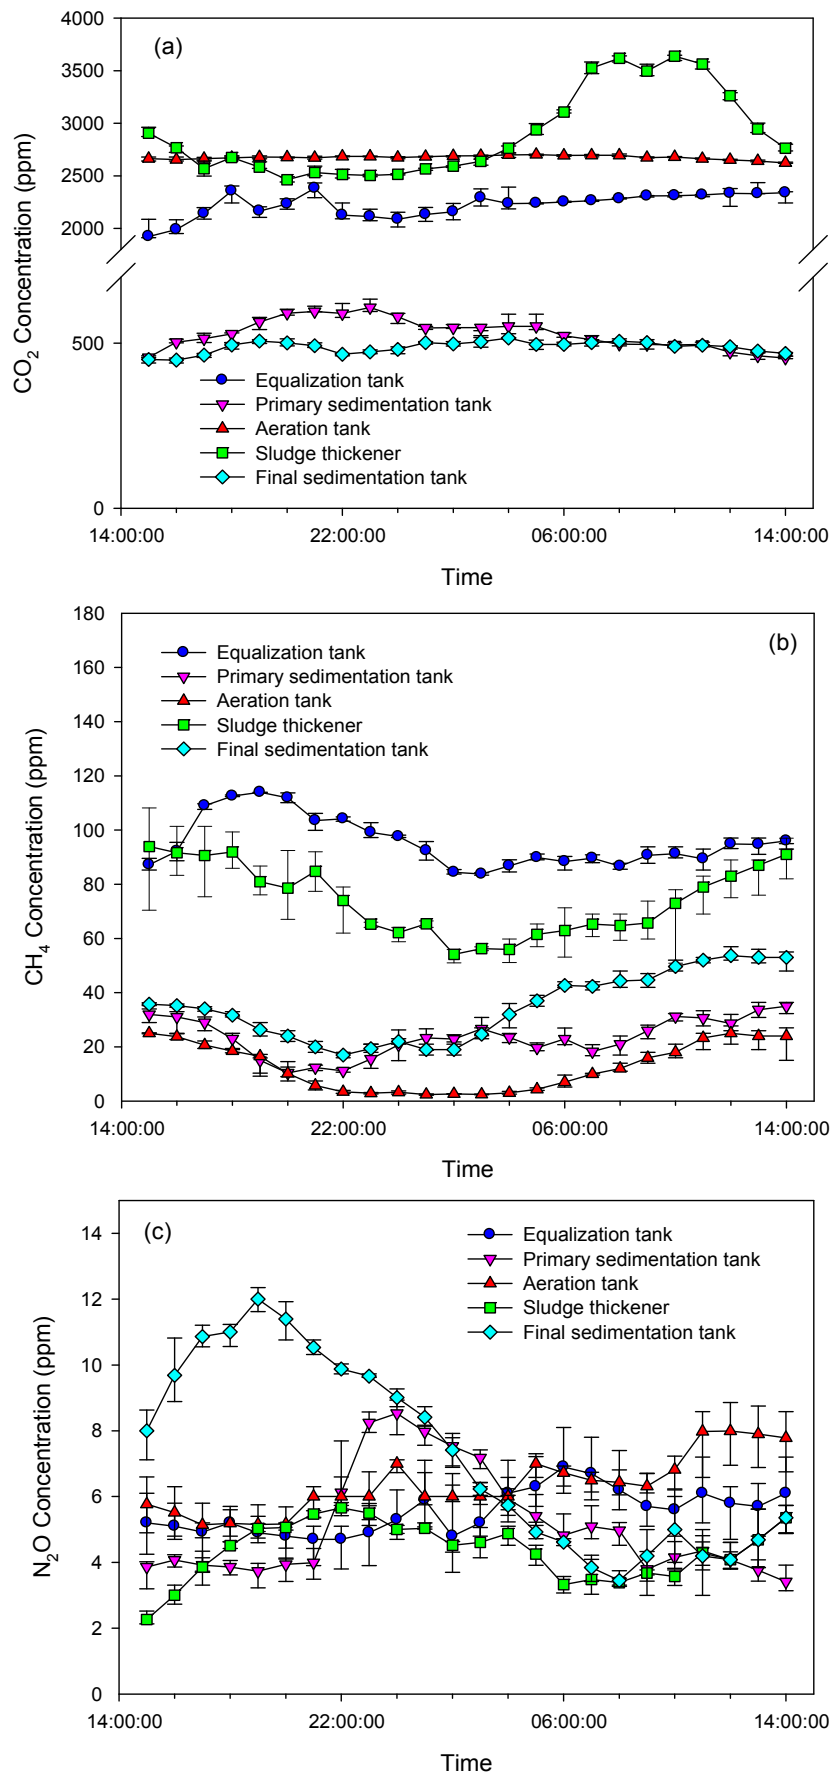 (a)
4000
3500
3000
2500
2000
500
0
CO₂ Concentration (ppm)
Equalization tank
Primary sedimentation tank
Aeration tank
Sludge thickener
Final sedimentation tank
14:00:00 22:00:00 06:00:00 14:00:00
Time
(b)
180
160
140
120
100
80
60
40
20
0
CH₄ Concentration (ppm)
Equalization tank
Primary sedimentation tank
Aeration tank
Sludge thickener
Final sedimentation tank
14:00:00 22:00:00 06:00:00 14:00:00
Time
(c)
14
12
10
8
6
4
2
0
N₂O Concentration (ppm)
Equalization tank
Primary sedimentation tank
Aeration tank
Sludge thickener
Final sedimentation tank
14:00:00 22:00:00 06:00:00 14:00:00
Time